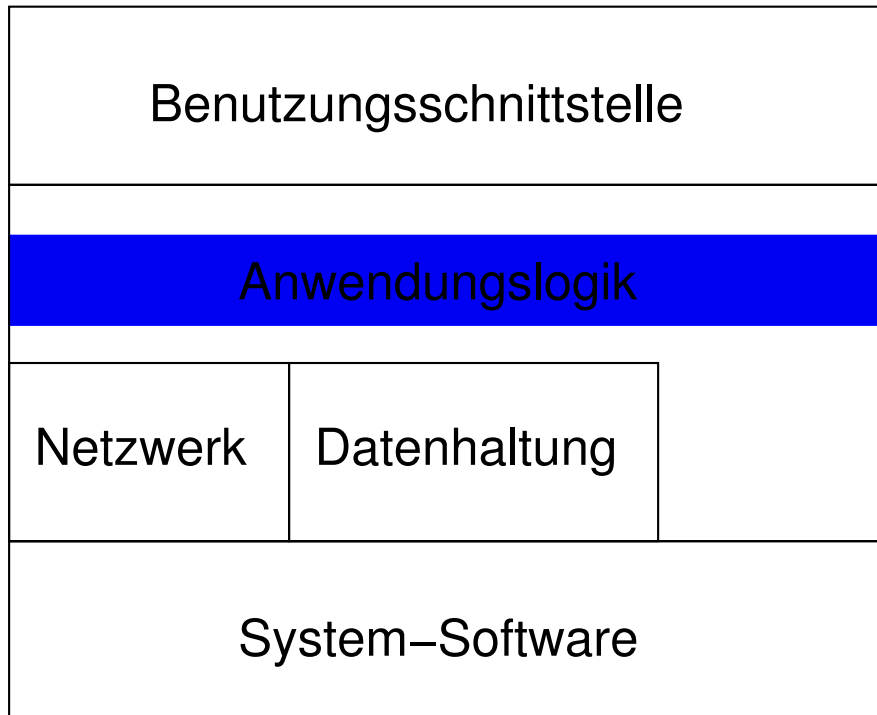 Benutzungsschnittstelle
Anwendungslogik
Netzwerk Datenhaltung
System–Software